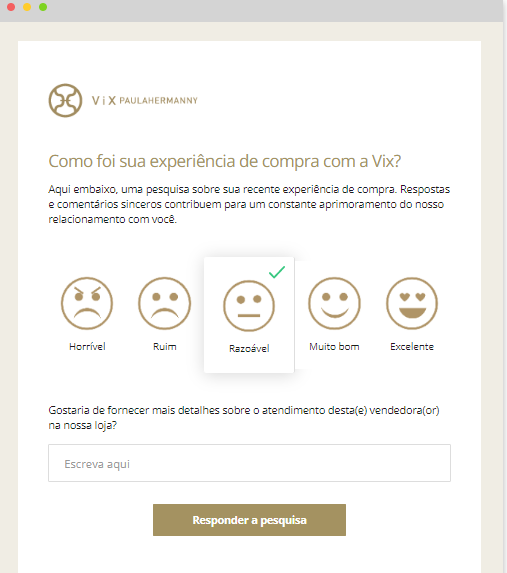 ViX PAULAHERMANNY
Como foi sua experiência de compra com a Vix?
Aqui embaixo, uma pesquisa sobre sua recente experiência de compra. Respostas
e comentários sinceros contribuem para um constante aprimoramento do nosso
relacionamento com você.
Horrível Ruim Razoável Muito bom Excelente
Gostaria de fornecer mais detalhes sobre o atendimento desta(e) vendedora(or)
na nossa loja?
Escreva aqui
Responder a pesquisa